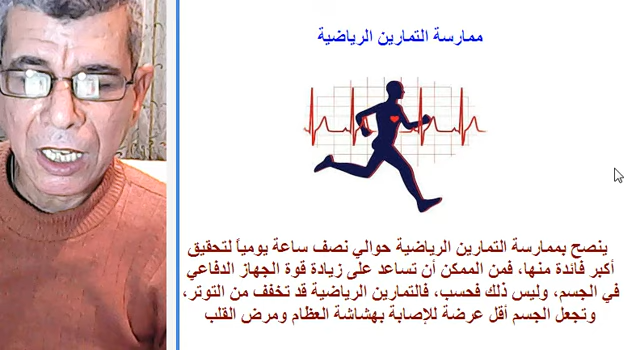 ممارسة التمارين الرياضية
ينصح بممارسة التمارين الرياضية حوالي نصف ساعة يومياً لتحقيق
أكبر فائدة منها، فمن الممكن أن تساعد على زيادة قوة الجهاز الدفاعي
في الجسم، وليس ذلك فحسب، فالتمارين الرياضية قد تخفف من التوتر،
وتجعل الجسم أقل عرضة للإصابة بهشاشة العظام ومرض القلب